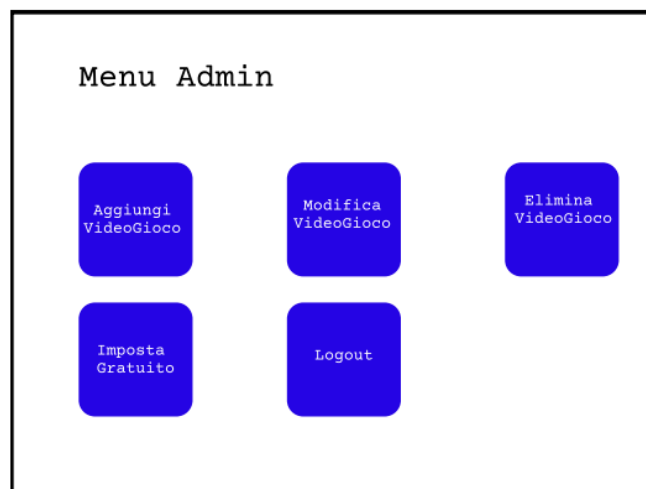 Menu Admin
Aggiungi
VideoGioco
Modifica
VideoGioco
Elimina
VideoGioco
Imposta
Gratuito
Logout